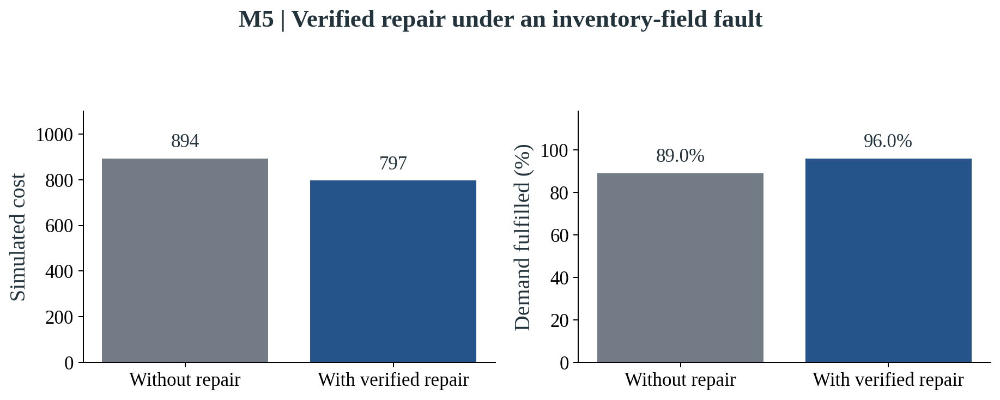 M5 | Verified repair under an inventory-field fault
Simulated cost
1000
800
600
400
200
0
894
797
Without repair
With verified repair
Demand fulfilled (%)
100
80
60
40
20
0
89.0%
96.0%
Without repair
With verified repair